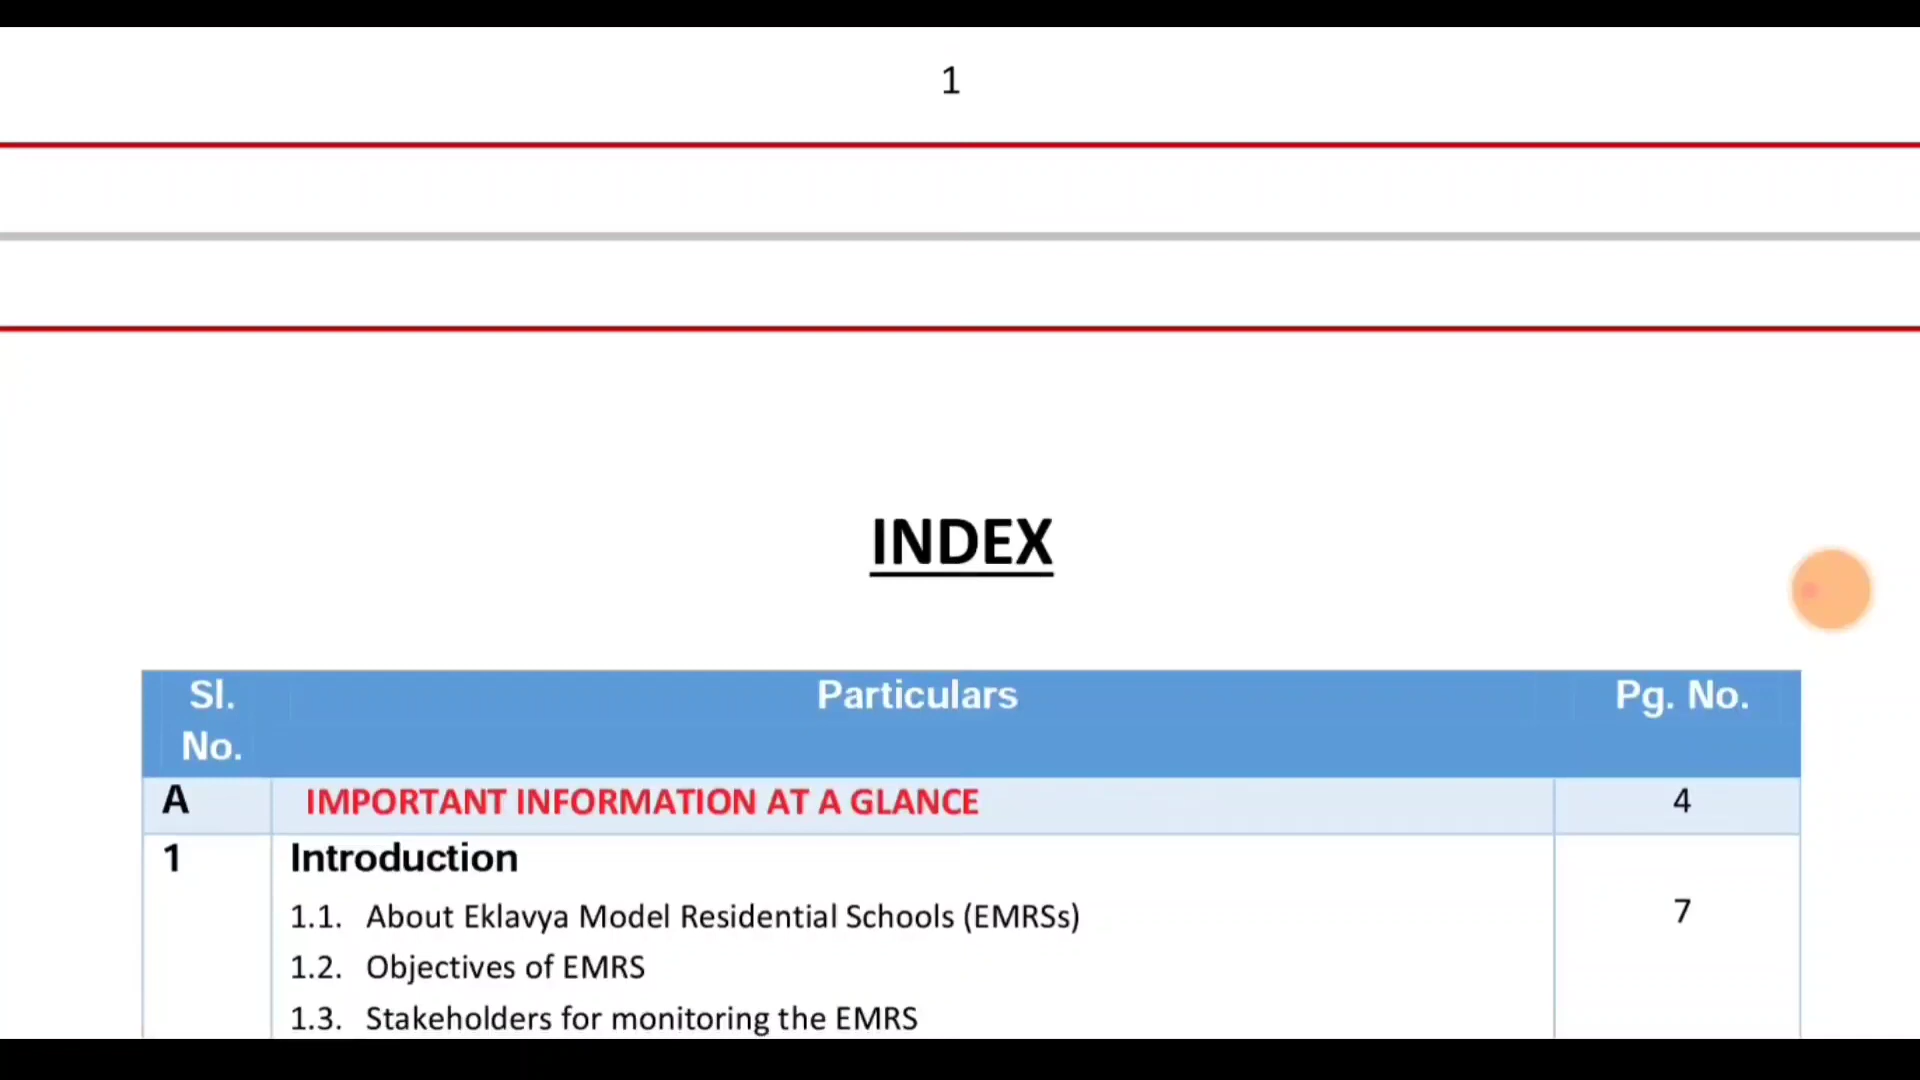 1
INDEX
Sl. No. Particulars Pg. No.
A IMPORTANT INFORMATION AT A GLANCE 4
1 Introduction
1.1. About Eklavya Model Residential Schools (EMRSs) 7
1.2. Objectives of EMRS
1.3. Stakeholders for monitoring the EMRS